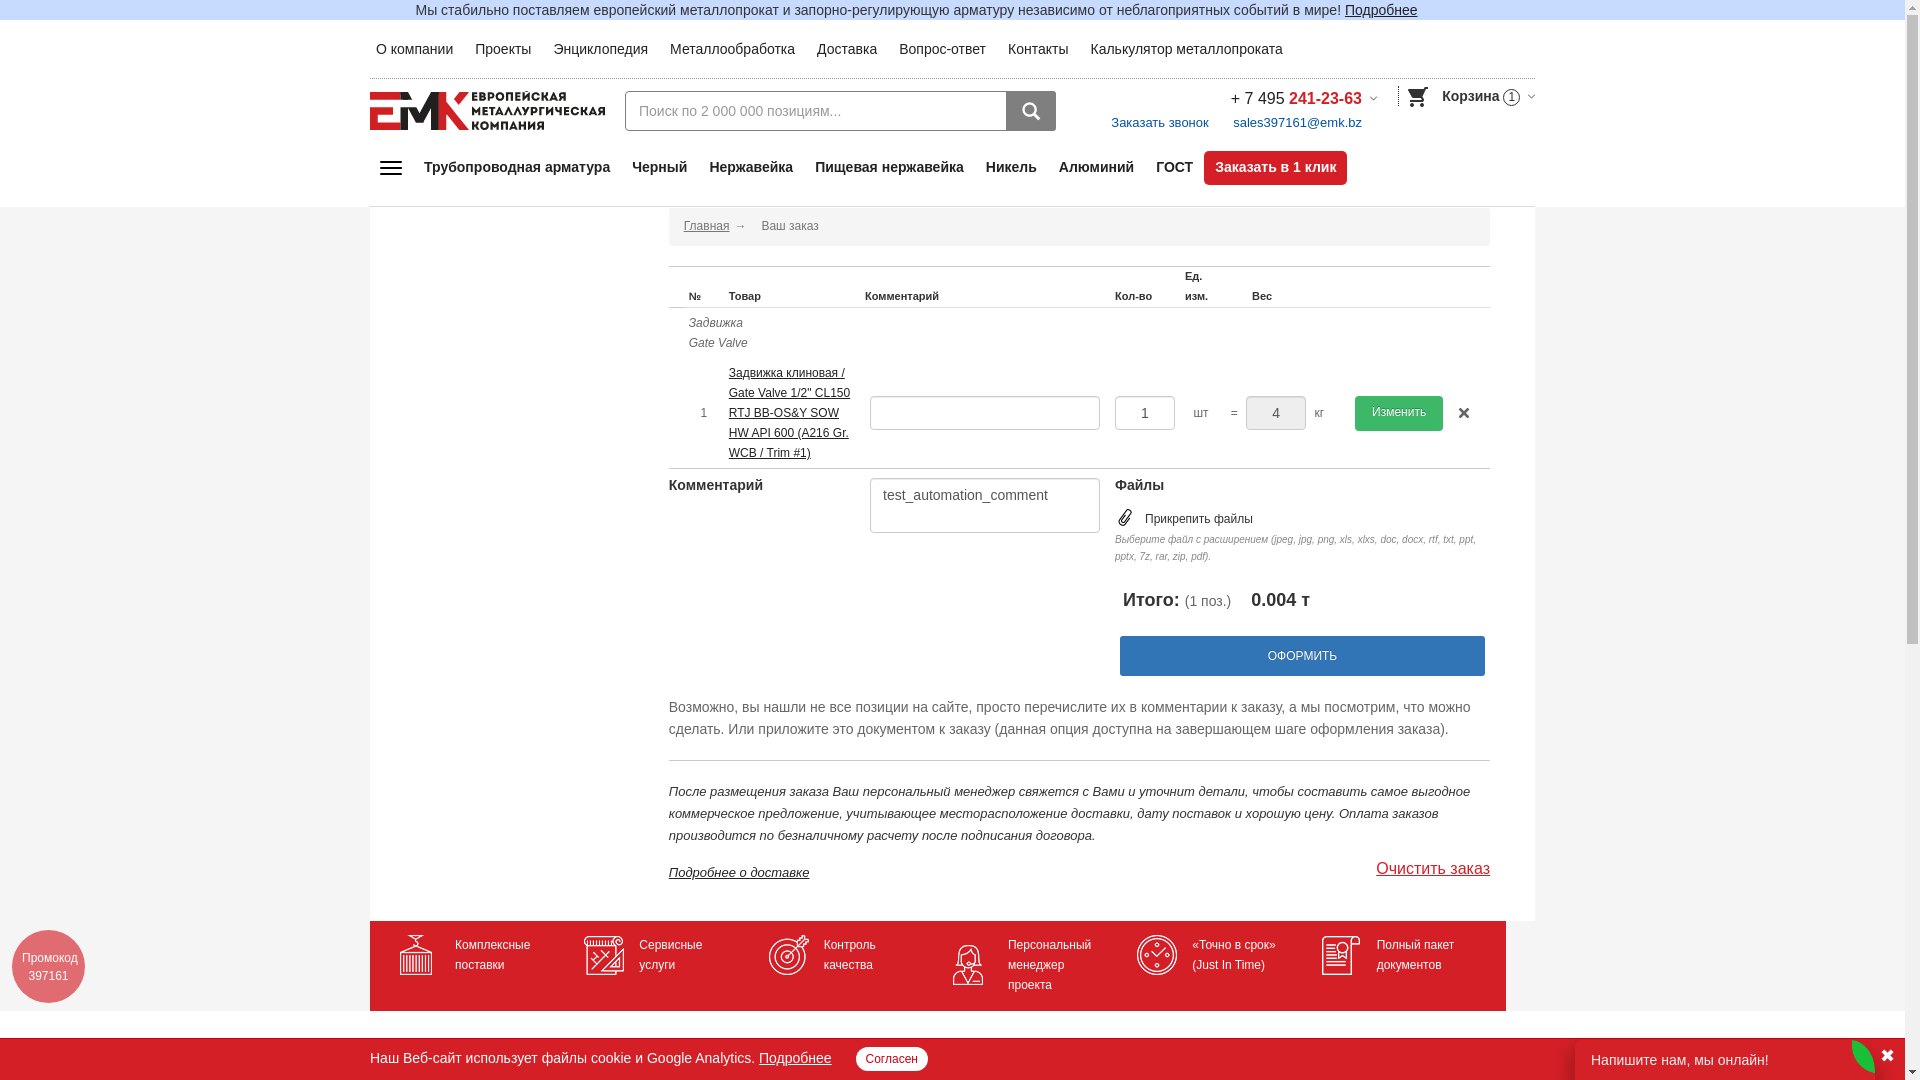 Мы стабильно поставляем европейский металлопрокат и запорно-регулирующую арматуру независимо от неблагоприятных событий в мире! Подробнее
О компании Проекты Энциклопедия Металлообработка Доставка Вопрос-ответ Контакты Калькулятор металлопроката
ЕМК ЕВРОПЕЙСКАЯ
МЕТАЛЛУРГИЧЕСКАЯ
КОМПАНИЯ
Поиск по 2 000 000 позициям...
+ 7 495 241-23-63
Корзина 1
Заказать звонок sales397161@emk.bz
Трубопроводная арматура Черный Нержавейка Пищевая нержавейка Никель Алюминий ГОСТ Заказать в 1 клик
Главная → Ваш заказ
№ Товар Комментарий Кол-во Ед. изм. Вес
Задвижка
Gate Valve
Задвижка клиновая /
Gate Valve 1/2" CL150
1 RTJ BB-OS&Y SOW 1 шт = 4 кг Изменить
HW API 600 (A216 Gr.
WCB / Trim #1)
Комментарий test_automation_comment Файлы
Прикрепить файлы
Выберите файл с расширением (jpeg, jpg, png, xls, xlxs, doc, docx, rtf, txt, ppt,
pptx, 7z, rar, zip, pdf).
Итого: (1 поз.) 0.004 т
ОФОРМИТЬ
Возможно, вы нашли не все позиции на сайте, просто перечислите их в комментарии к заказу, а мы посмотрим, что можно
сделать. Или приложите это документом к заказу (данная опция доступна на завершающем шаге оформления заказа).
После размещения заказа Ваш персональный менеджер свяжется с Вами и уточнит детали, чтобы составить самое выгодное
коммерческое предложение, учитывающее месторасположение доставки, дату поставок и хорошую цену. Оплата заказов
производится по безналичному расчету после подписания договора.
Подробнее о доставке
Очистить заказ
Комплексные
поставки
Сервисные
услуги
Контроль
качества
Персональный
менеджер
проекта
«Точно в срок»
(Just In Time)
Полный пакет
документов
Промокод
397161
Наш Веб-сайт использует файлы cookie и Google Analytics. Подробнее Согласен
Напишите нам, мы онлайн!